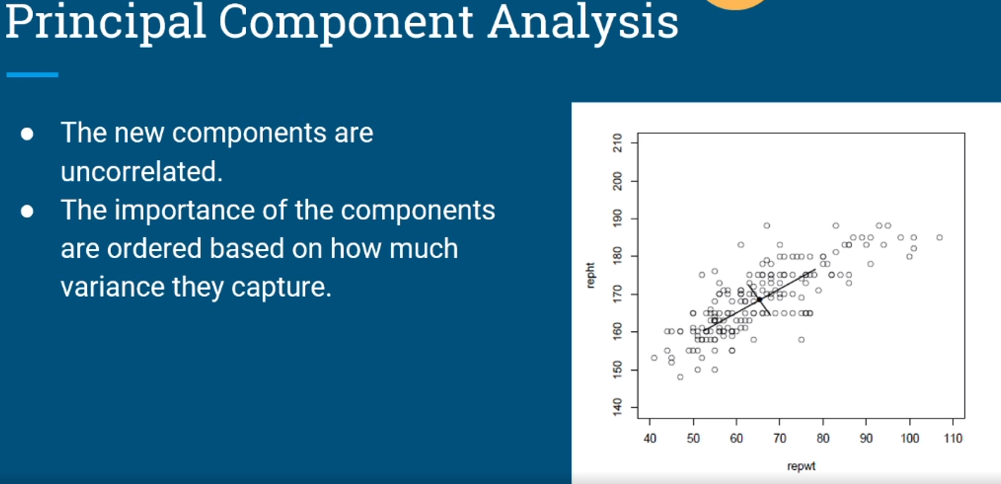 Principal Component Analysis
● The new components are
uncorrelated.
● The importance of the components
are ordered based on how much
variance they capture.
210
200
190
180
170
160
150
140
repht
40 50 60 70 80 90 100 110
repwt